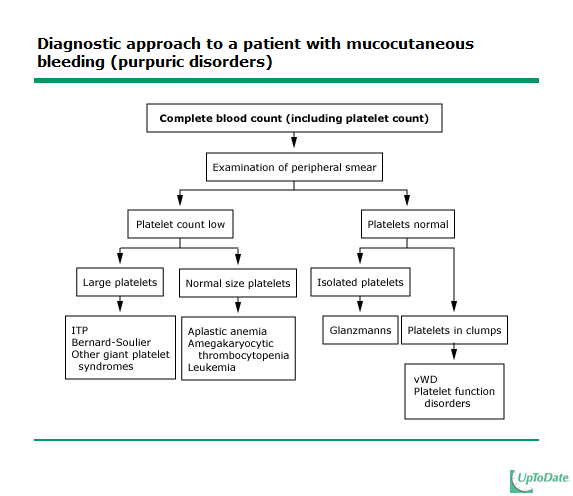 Diagnostic approach to a patient with mucocutaneous
bleeding (purpuric disorders)
Complete blood count (including platelet count)
Examination of peripheral smear
Platelet count low
Platelets normal
Large platelets
Normal size platelets
Isolated platelets
ITP
Bernard-Soulier
Other giant platelet
syndromes
Aplastic anemia
Amegakaryocytic
thrombocytopenia
Leukemia
Glanzmanns
Platelets in clumps
vWD
Platelet function
disorders
UpToDate